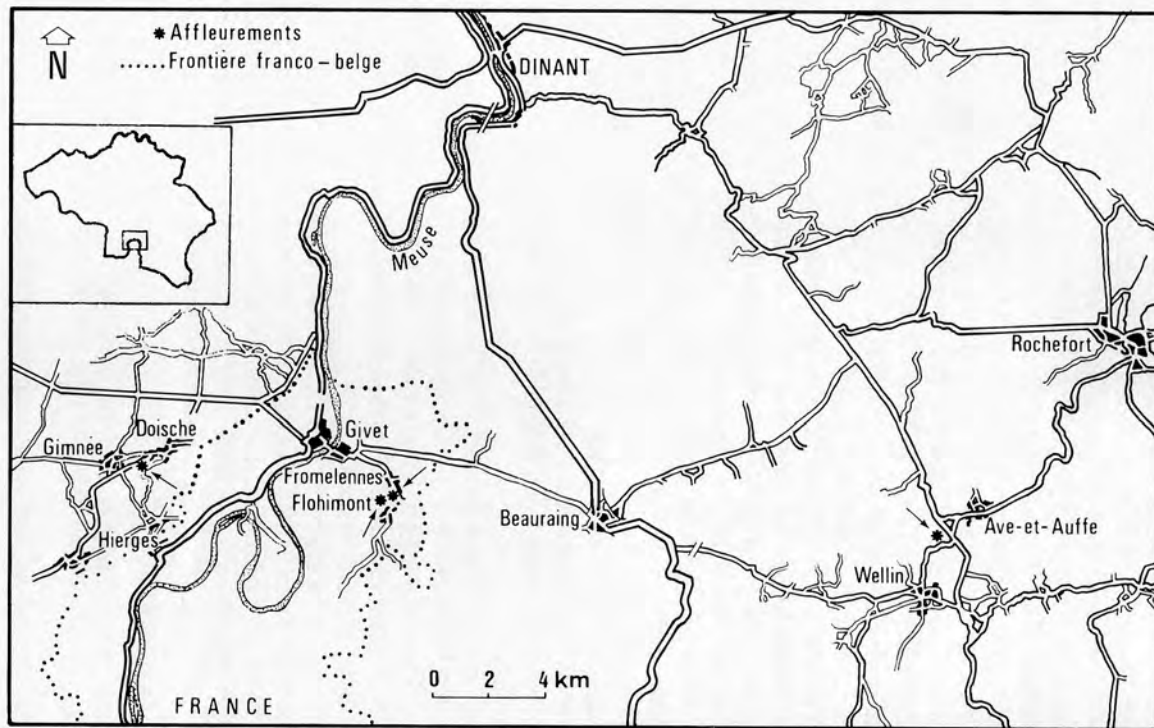 Affleurements
N
Frontière franco-belge
DINANT
Meuse
Rochefort
Doische
Gimnée
Givet
Fromelennes
Flohimont
Beauraing
Ave-et-Auffe
Hierges
Wellin
0 2 4 km
FRANCE